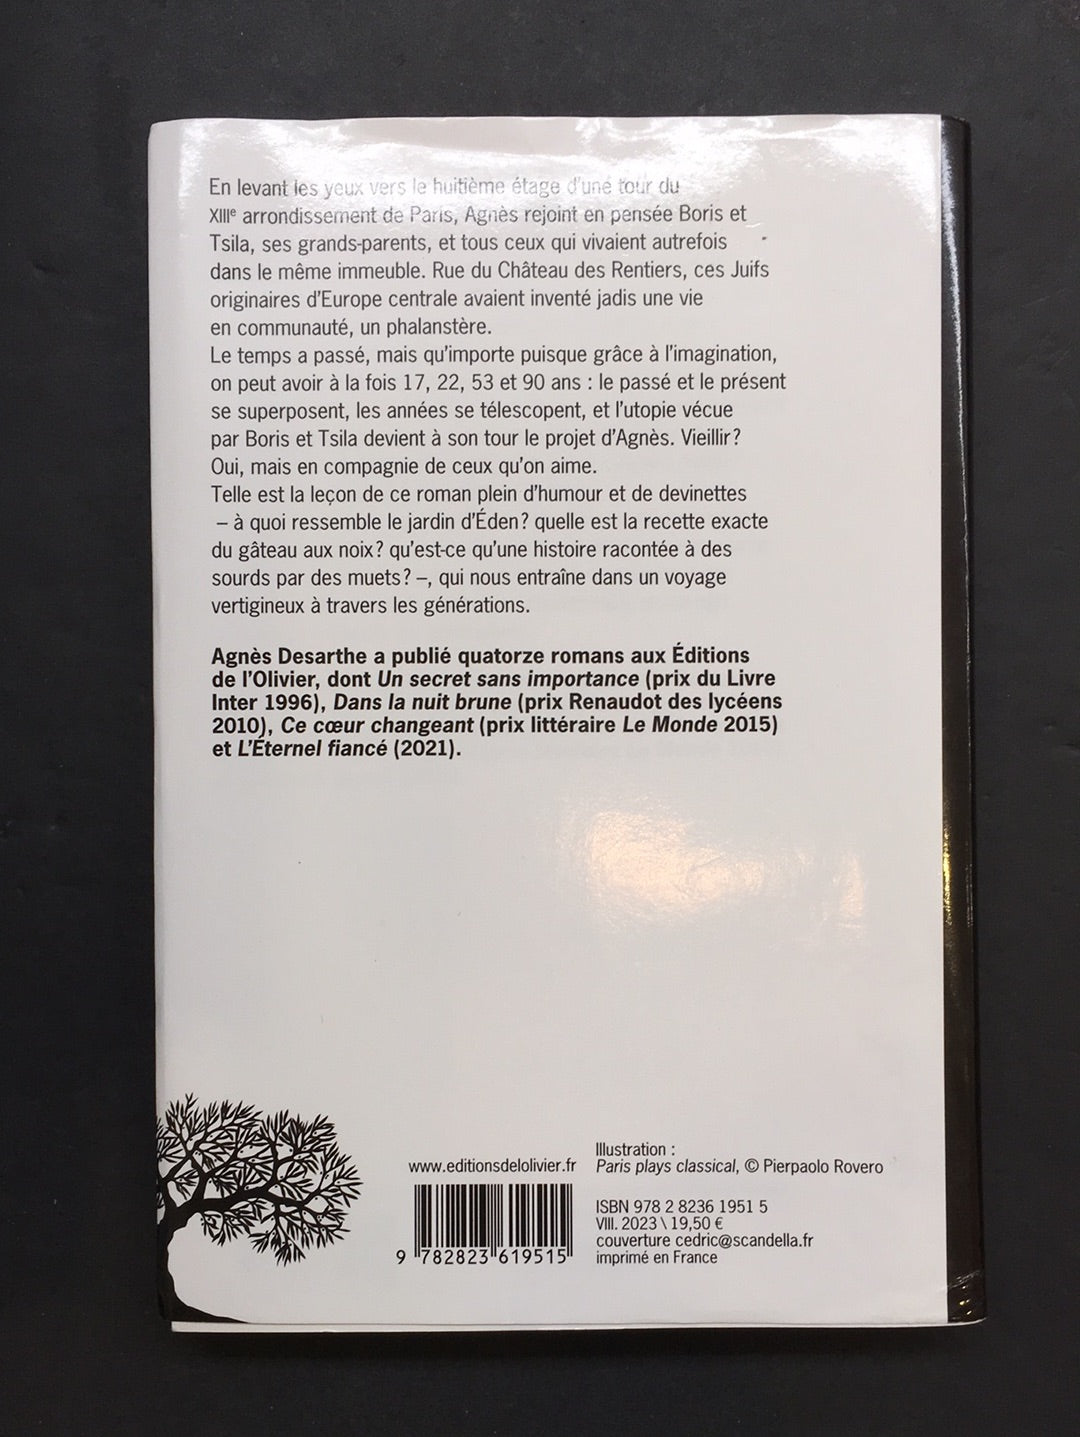 En levant les yeux vers le huitième étage d'une tour du
XIIIe arrondissement de Paris, Agnès rejoint en pensée Boris et
Tsila, ses grands-parents, et tous ceux qui vivaient autrefois
dans le même immeuble. Rue du Château des Rentiers, ces Juifs
originaires d'Europe centrale avaient inventé jadis une vie
en communauté, un phalanstère.
Le temps a passé, mais qu'importe puisque grâce à l'imagination,
on peut avoir à la fois 17, 22, 53 et 90 ans : le passé et le présent
se superposent, les années se télescopent, et l'utopie vécue
par Boris et Tsila devient à son tour le projet d'Agnès. Vieillir ?
Oui, mais en compagnie de ceux qu'on aime.
Telle est la leçon de ce roman plein d'humour et de devinettes
– à quoi ressemble le jardin d'Éden ? quelle est la recette exacte
du gâteau aux noix ? qu'est-ce qu'une histoire racontée à des
sourds par des muets ? –, qui nous entraîne dans un voyage
vertigineux à travers les générations.
Agnès Desarthe a publié quatorze romans aux Éditions
de l'Olivier, dont Un secret sans importance (prix du Livre
Inter 1996), Dans la nuit brune (prix Renaudot des lycéens
2010), Ce cœur changeant (prix littéraire Le Monde 2015)
et L'Éternel fiancé (2021).
www.editionsdelolivier.fr
9 782823 619515
Illustration :
Paris plays classical, © Pierpaolo Rovero
ISBN 978 2 8236 1951 5
VIII. 2023 \ 19,50 €
couverture cedric@scandella.fr
imprimé en France